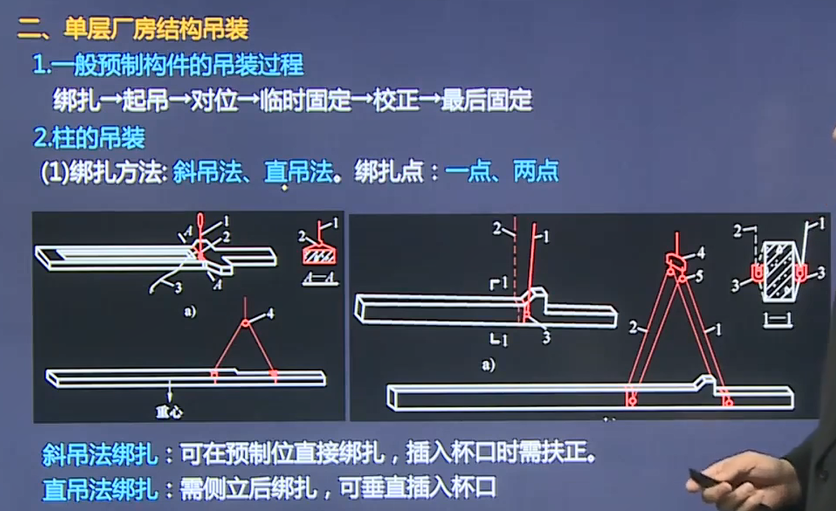 二、单层厂房结构吊装
1.一般预制构件的吊装过程
绑扎→起吊→对位→临时固定→校正→最后固定
2.柱的吊装
(1)绑扎方法:斜吊法、直吊法。绑扎点：一点、两点
A
1
2
3
A
a)
2
1
A—A
4
重心
2
1
1
1
3
a)
4
5
2
1
2
1
3
3
1—1
斜吊法绑扎：可在预制位直接绑扎，插入杯口时需扶正。
直吊法绑扎：需侧立后绑扎，可垂直插入杯口